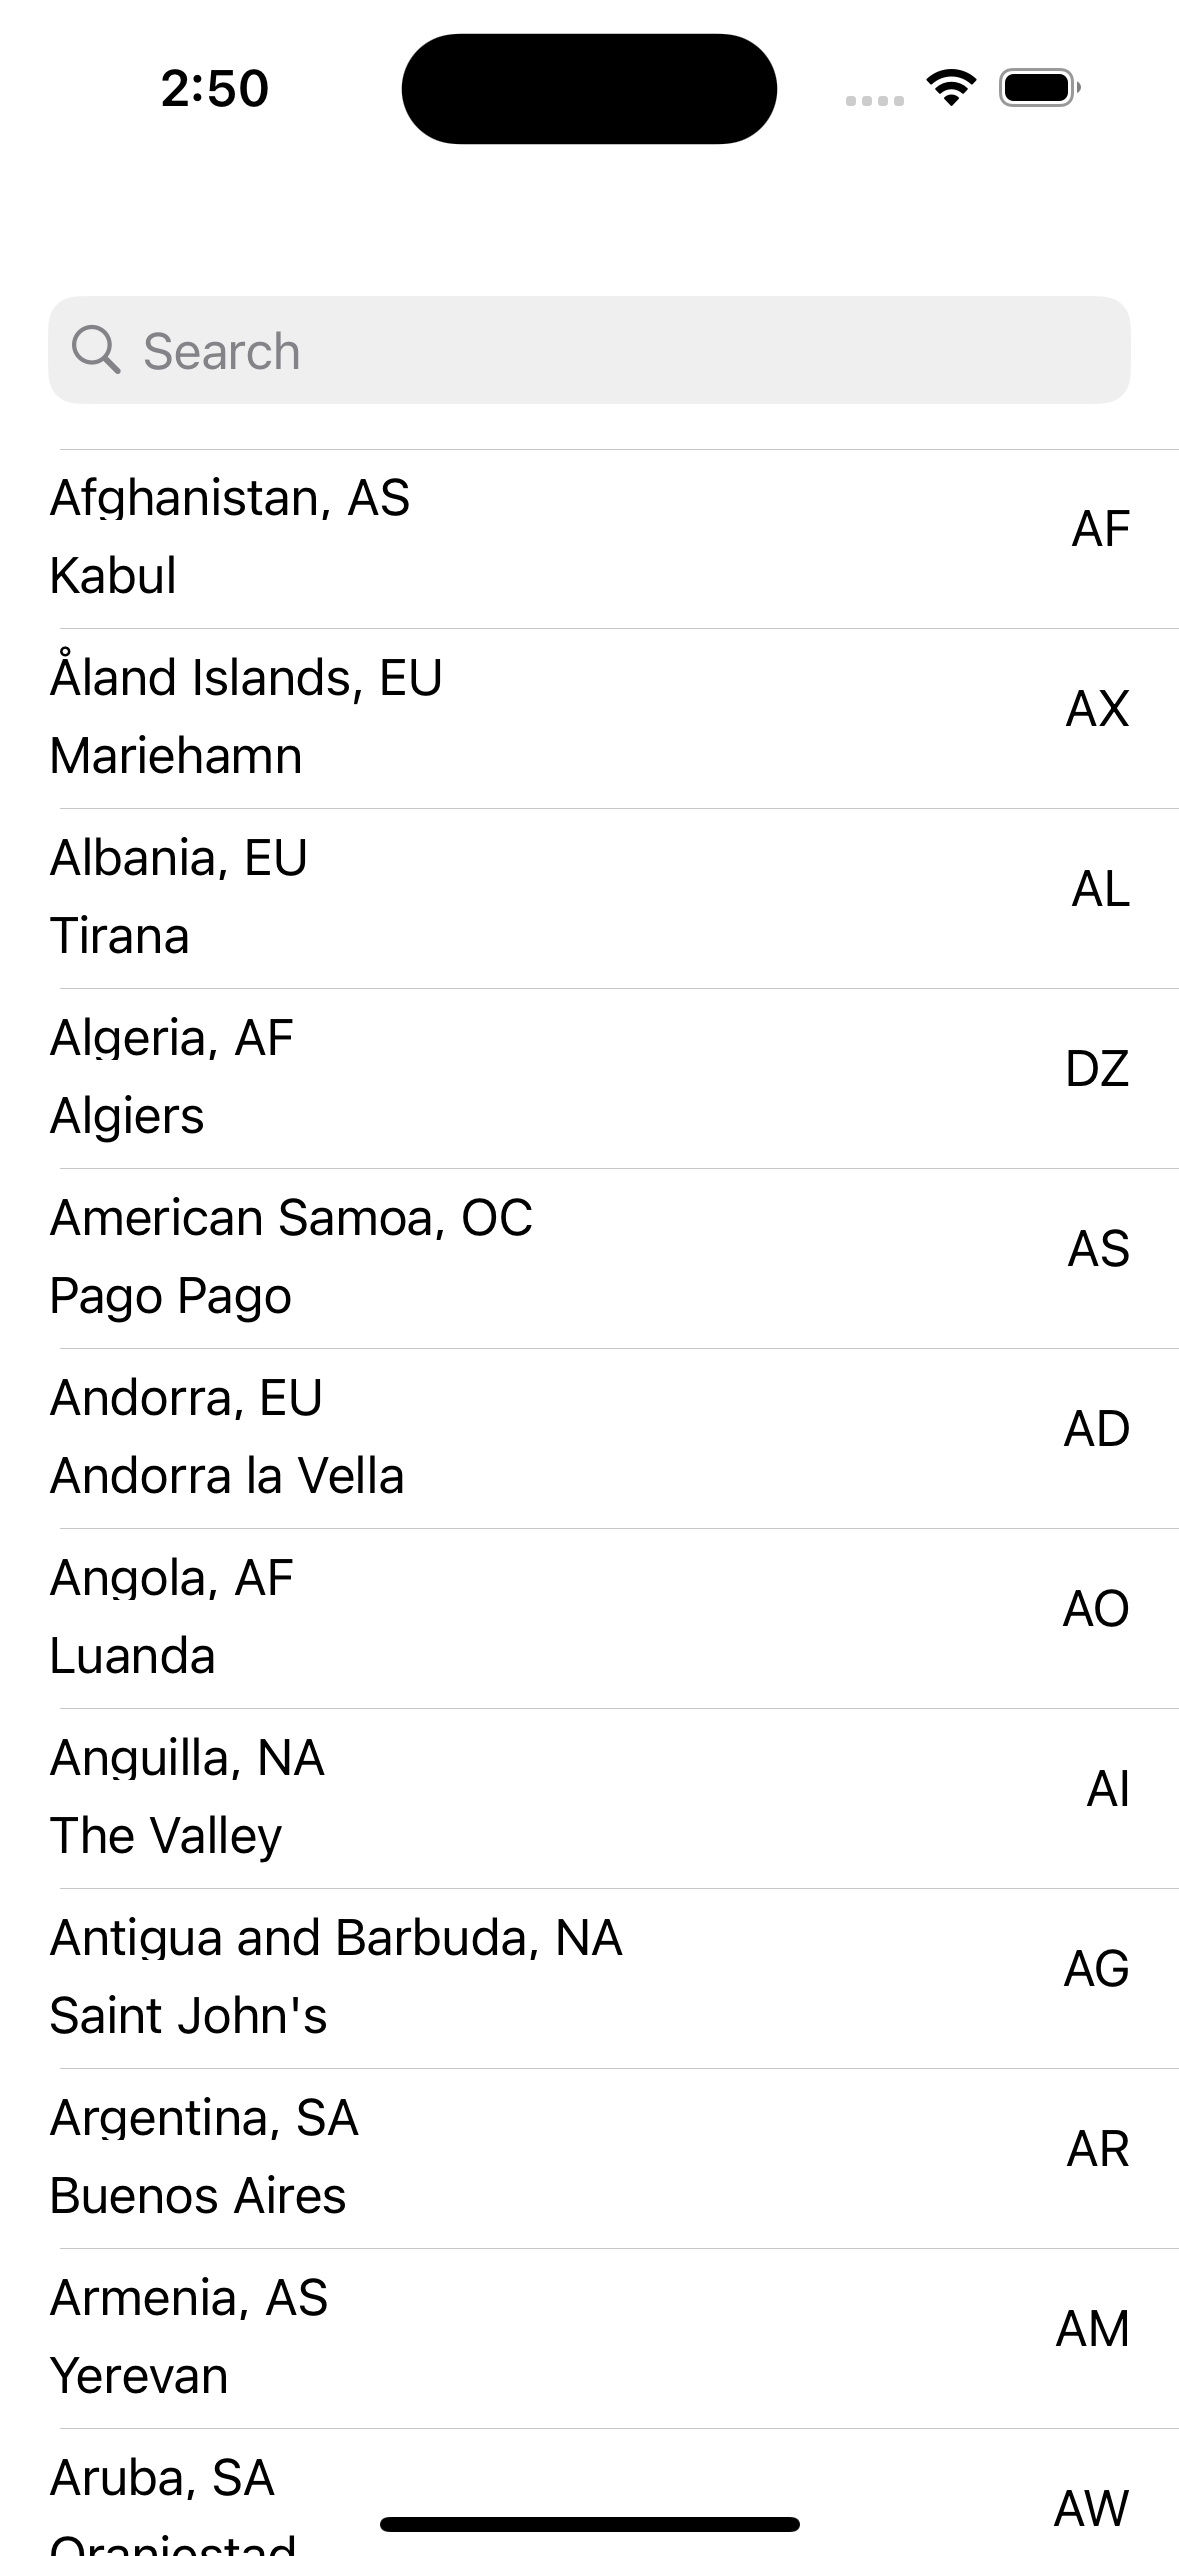 2:50
Search
Afghanistan, AS
AF
Kabul
Åland Islands, EU
AX
Mariehamn
Albania, EU
AL
Tirana
Algeria, AF
DZ
Algiers
American Samoa, OC
AS
Pago Pago
Andorra, EU
AD
Andorra la Vella
Angola, AF
AO
Luanda
Anguilla, NA
AI
The Valley
Antigua and Barbuda, NA
AG
Saint John's
Argentina, SA
AR
Buenos Aires
Armenia, AS
AM
Yerevan
Aruba, SA
AW
Oranjestad